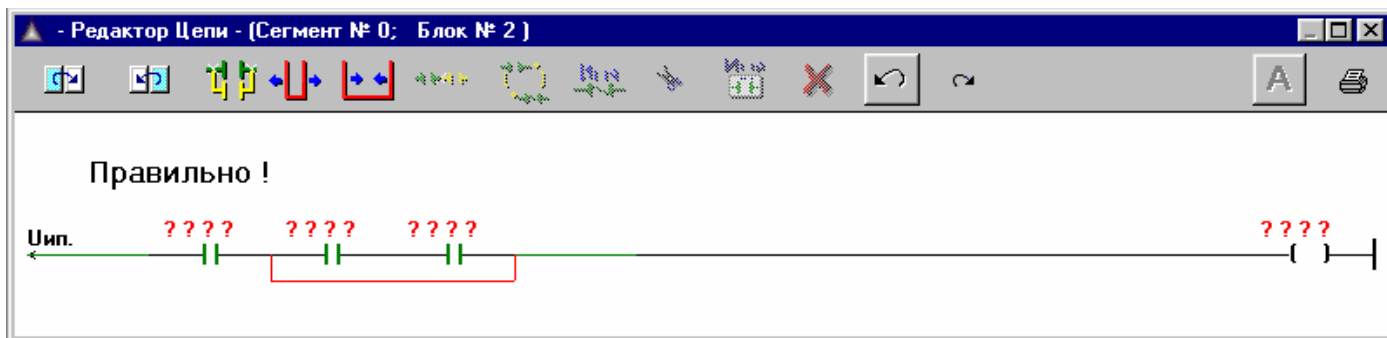 - Редактор Цепи - (Сегмент № 0; Блок № 2 )
A
Правильно !
Uип. ? ? ? ? ? ? ? ? ? ? ? ? ? ? ? ?